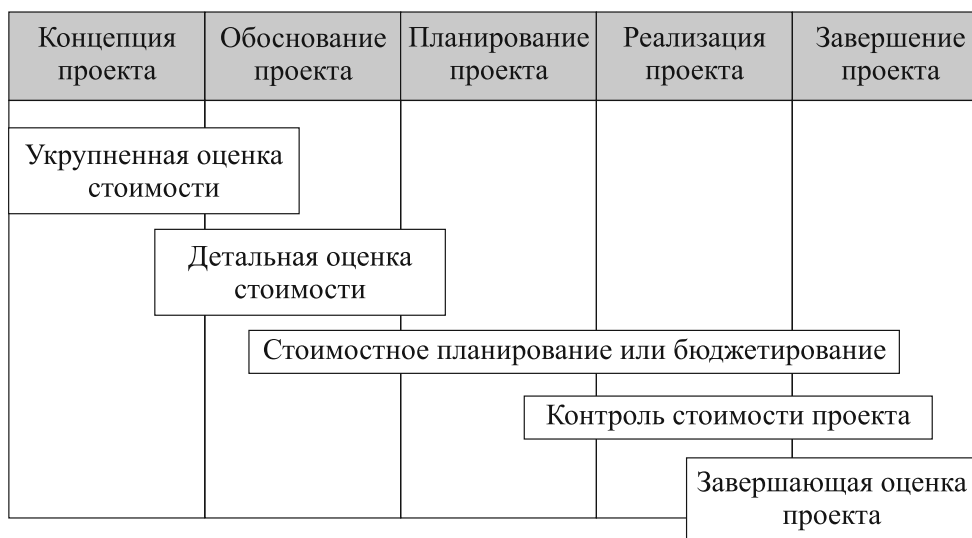 Концепция
проекта
Обоснование
проекта
Планирование
проекта
Реализация
проекта
Завершение
проекта
Укрупненная оценка
стоимости
Детальная оценка
стоимости
Стоимостное планирование или бюджетирование
Контроль стоимости проекта
Завершающая оценка
проекта